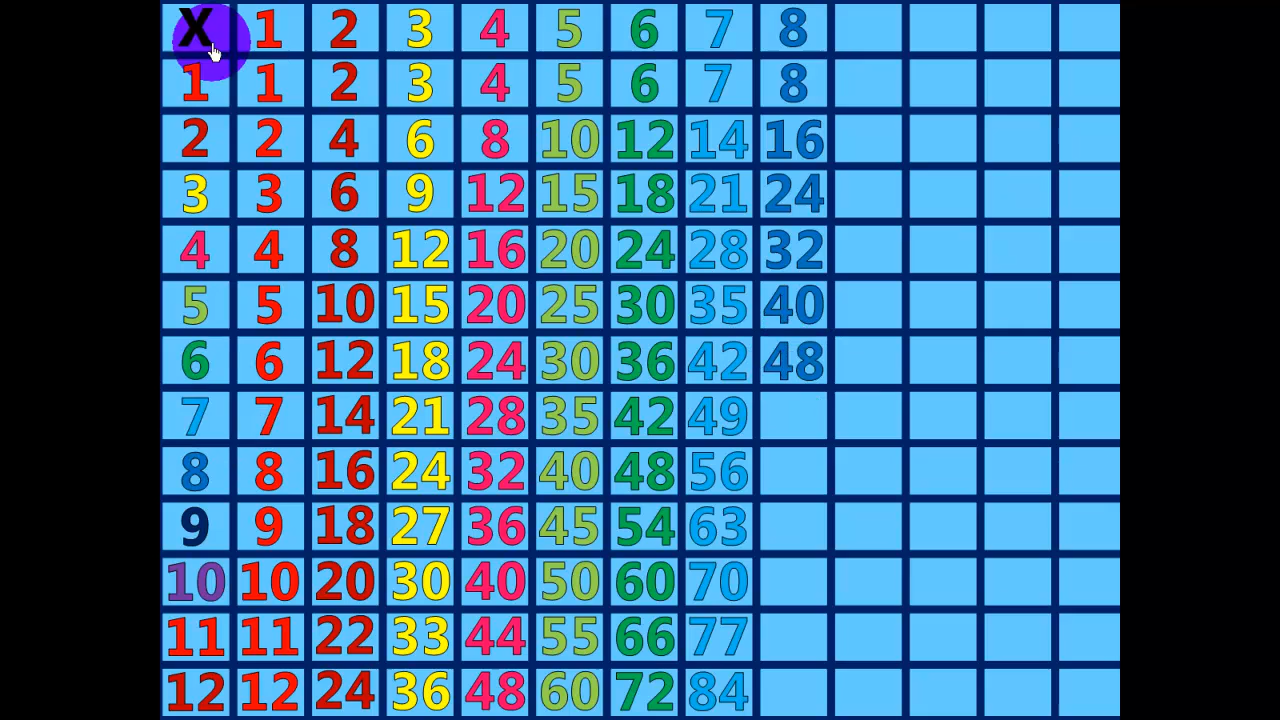 X 1 2 3 4 5 6 7 8
1 1 2 3 4 5 6 7 8
2 2 4 6 8 10 12 14 16
3 3 6 9 12 15 18 21 24
4 4 8 12 16 20 24 28 32
5 5 10 15 20 25 30 35 40
6 6 12 18 24 30 36 42 48
7 7 14 21 28 35 42 49
8 8 16 24 32 40 48 56
9 9 18 27 36 45 54 63
10 10 20 30 40 50 60 70
11 11 22 33 44 55 66 77
12 12 24 36 48 60 72 84